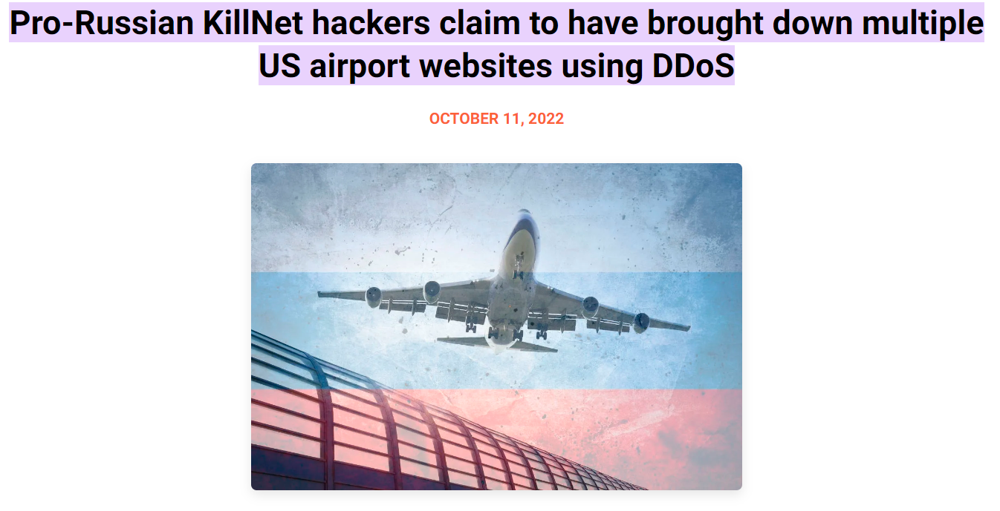 Pro-Russian KillNet hackers claim to have brought down multiple
US airport websites using DDoS
OCTOBER 11, 2022